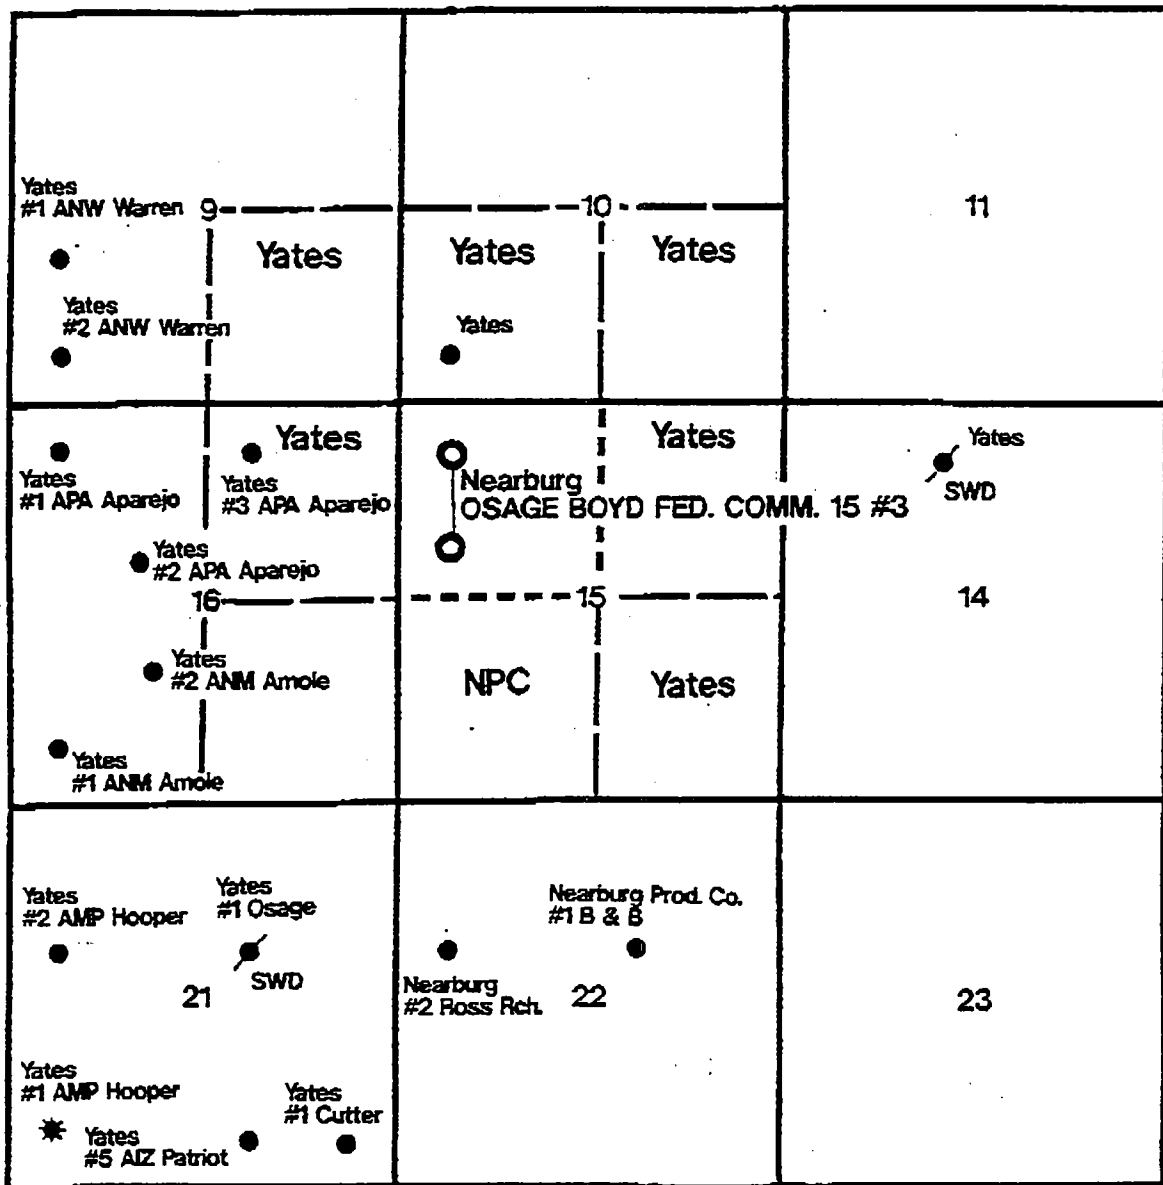 Yates
#1 ANW Warren
9
10
11
Yates
Yates
Yates
Yates
#2 ANW Warren
Yates
Yates
Yates
Yates
SWD
Yates
#1 APA Aparejo
Yates
#3 APA Aparejo
Nearburg
OSAGE BOYD FED. COMM. 15 #3
Yates
#2 APA Aparejo
16
15
14
Yates
#2 ANM Amole
NPC
Yates
Yates
#1 ANM Amole
Yates
#2 AMP Hooper
Yates
#1 Osage
SWD
Nearburg Prod. Co.
#1 B & B
21
Nearburg
#2 Ross Rch.
22
23
Yates
#1 AMP Hooper
Yates
#5 AIZ Patriot
Yates
#1 Cutter